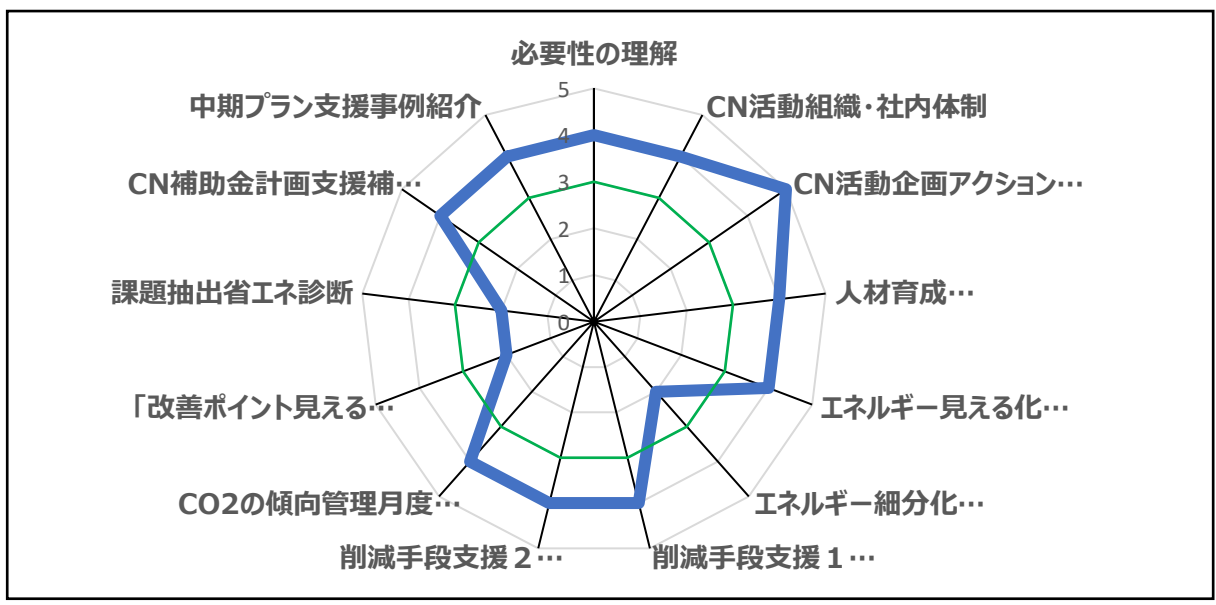 必要性の理解
中期プラン支援事例紹介
5
CN活動組織・社内体制
4
CN補助金計画支援補…
3
CN活動企画アクション…
2
課題抽出省エネ診断
1
人材育成…
0
「改善ポイント見える…
エネルギー見える化…
CO2の傾向管理月度…
エネルギー細分化…
削減手段支援２…
削減手段支援１…